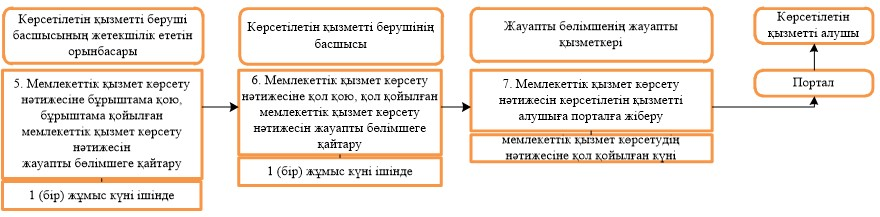 Көрсетілетін қызметті беруші
басшысының жетекшілік ететін
орынбасары
5. Мемлекеттік қызмет көрсету
нәтижесіне бұрыштама қою,
бұрыштама қойылған
мемлекеттік қызмет көрсету
нәтижесін
жауапты бөлімшеге қайтару
1 (бір) жұмыс күні ішінде
Көрсетілетін қызметті берушінің
басшысы
6. Мемлекеттік қызмет көрсету
нәтижесіне қол қою, қол қойылған
мемлекеттік қызмет көрсету
нәтижесін жауапты бөлімшеге
қайтару
1 (бір) жұмыс күні ішінде
Жауапты бөлімшенің жауапты
қызметкері
7. Мемлекеттік қызмет көрсету
нәтижесін көрсетілетін қызметті
алушыға порталға жіберу
мемлекеттік қызмет көрсетудің
нәтижесіне қол қойылған күні
Көрсетілетін
қызметті алушы
Портал